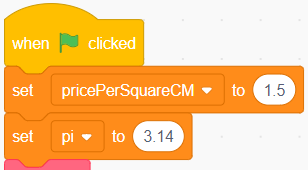 when clicked
set pricePerSquareCM to 1.5
set pi to 3.14